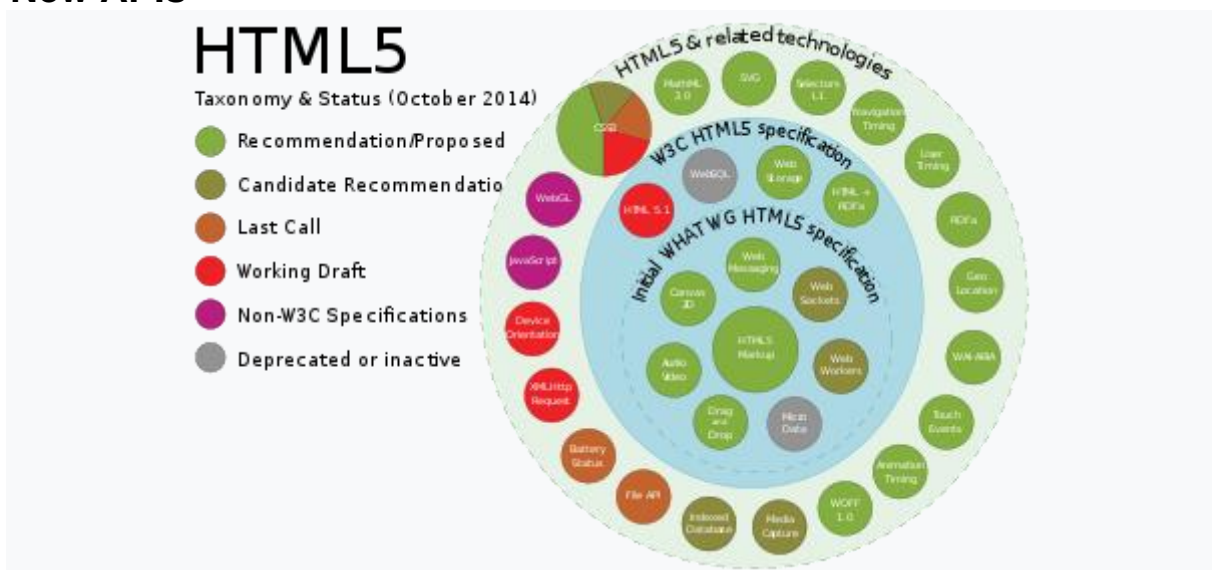 New APIs
HTML5
Taxonomy & Status (October 2014)
Recommendation/Proposed
Candidate Recommendatio
Last Call
Working Draft
Non-W3C Specifications
Deprecated or inactive
HTML5 & related technologies
MathML
3.0
SVG
Selectors
L1
Navigation
Timing
User
Timing
RDFa
Geo
Location
WAI-ARIA
Touch
Events
Animation
Timing
WOFF
1.0
Media
Capture
Indexed
Database
File API
Battery
Status
XMLHttp
Request
Device
Orientation
JavaScript
WebGL
CSS3
W3C HTML5 specification
HTML 5.1
WebSQL
Web
Storage
HTML +
RDFa
Initial WHATWG HTML5 specification
Web
Messaging
Web
Sockets
Web
Workers
Micro
Data
Drag
and
Drop
Audio
Video
Canvas
2D
HTML5
Markup